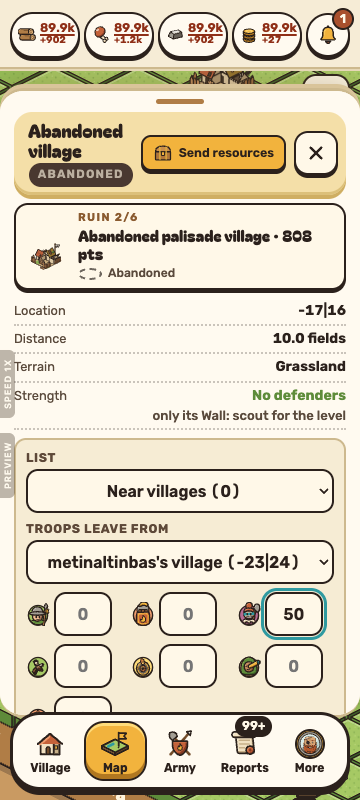 89.9k
+902
89.9k
+1.2k
89.9k
+902
89.9k
+27
1
Abandoned village
ABANDONED
Send resources
RUIN 2/6
Abandoned palisade village • 808 pts
Abandoned
Location
-17|16
Distance
10.0 fields
Terrain
Grassland
Strength
No defenders
only its Wall: scout for the level
SPEED 1X
PREVIEW
LIST
Near villages (0)
TROOPS LEAVE FROM
metinaltinbas's village (-23|24)
0
0
50
0
0
0
99+
Village
Map
Army
Reports
More